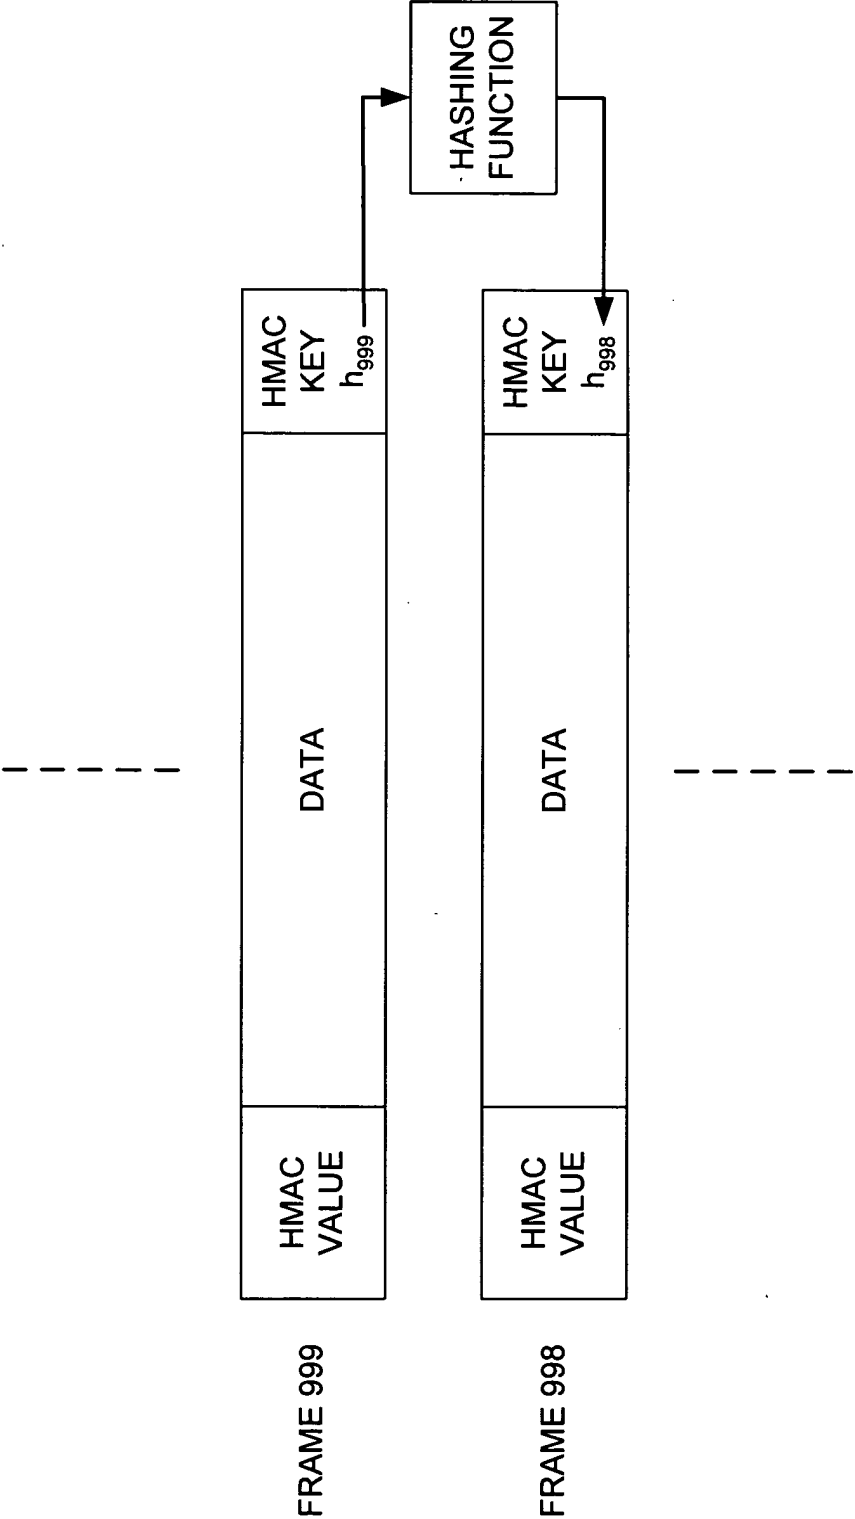 FRAME 999
HMAC
VALUE
DATA
HMAC
KEY
h999
HASHING
FUNCTION
FRAME 998
HMAC
VALUE
DATA
HMAC
KEY
h998